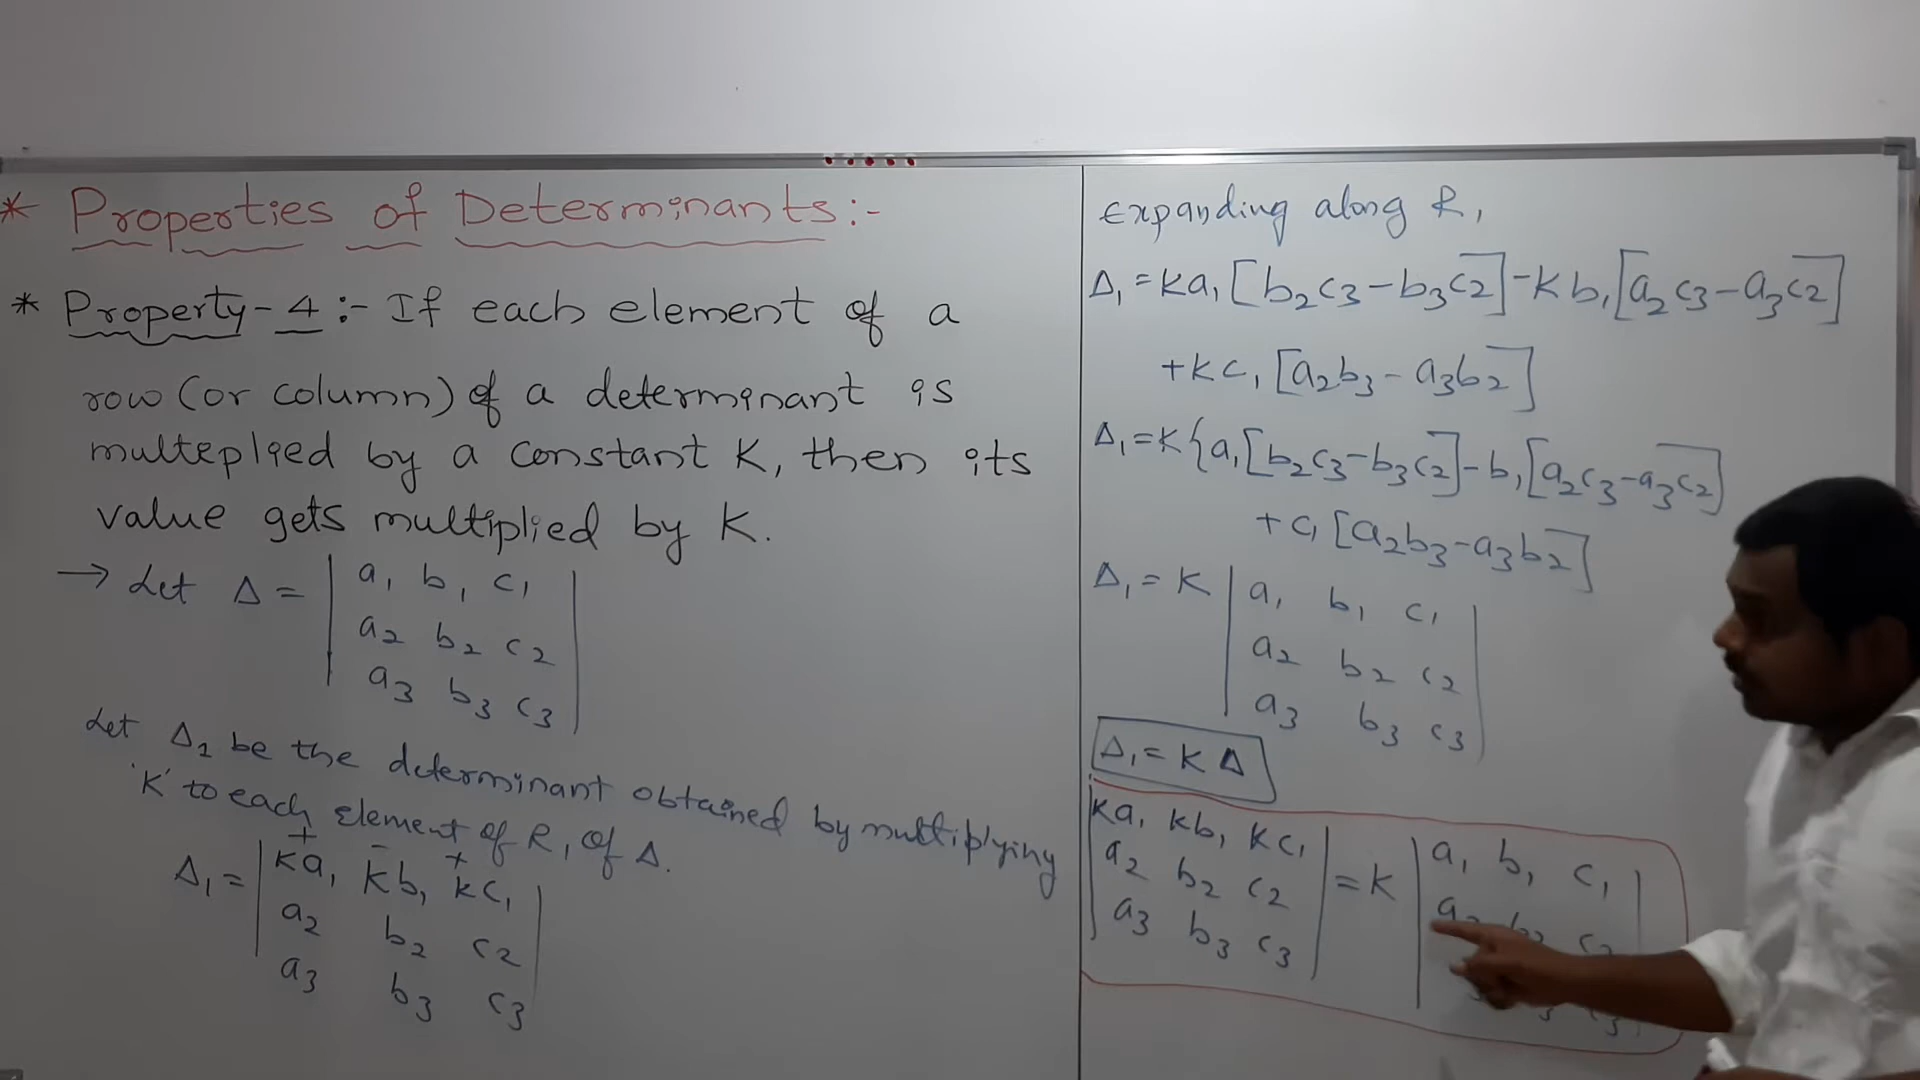 * Properties of Determinants:-
* Property-4:- If each element of a
row (or column) of a determinant is
multeplied by a constant K, then its
value gets multiplied by K.
→ Let Δ = | a₁ b₁ c₁
a₂ b₂ c₂
a₃ b₃ c₃ |
Let Δ₁ be the determinant obtained by multiplying
'K' to each element of R₁ of Δ.
+ - +
Δ₁ = | ka₁ kb₁ kc₁
a₂ b₂ c₂
a₃ b₃ c₃ |
Expanding along R₁
Δ₁ = ka₁ [b₂c₃ - b₃c₂] - kb₁ [a₂c₃ - a₃c₂]
+ kc₁ [a₂b₃ - a₃b₂]
Δ₁ = K { a₁ [b₂c₃ - b₃c₂] - b₁ [a₂c₃ - a₃c₂]
+ c₁ [a₂b₃ - a₃b₂]
Δ₁ = K | a₁ b₁ c₁
a₂ b₂ c₂
a₃ b₃ c₃ |
Δ₁ = K Δ
| ka₁ kb₁ kc₁ | = K | a₁ b₁ c₁ |
a₂ b₂ c₂ a₂ b₂ c₂
a₃ b₃ c₃ b₃ c₃